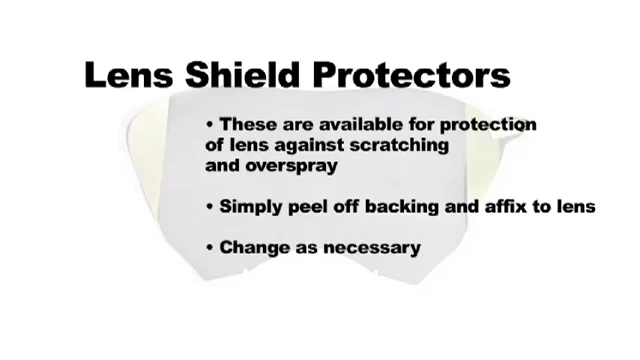 Lens Shield Protectors
• These are available for protection
of lens against scratching
and overspray
• Simply peel off backing and affix to lens
• Change as necessary